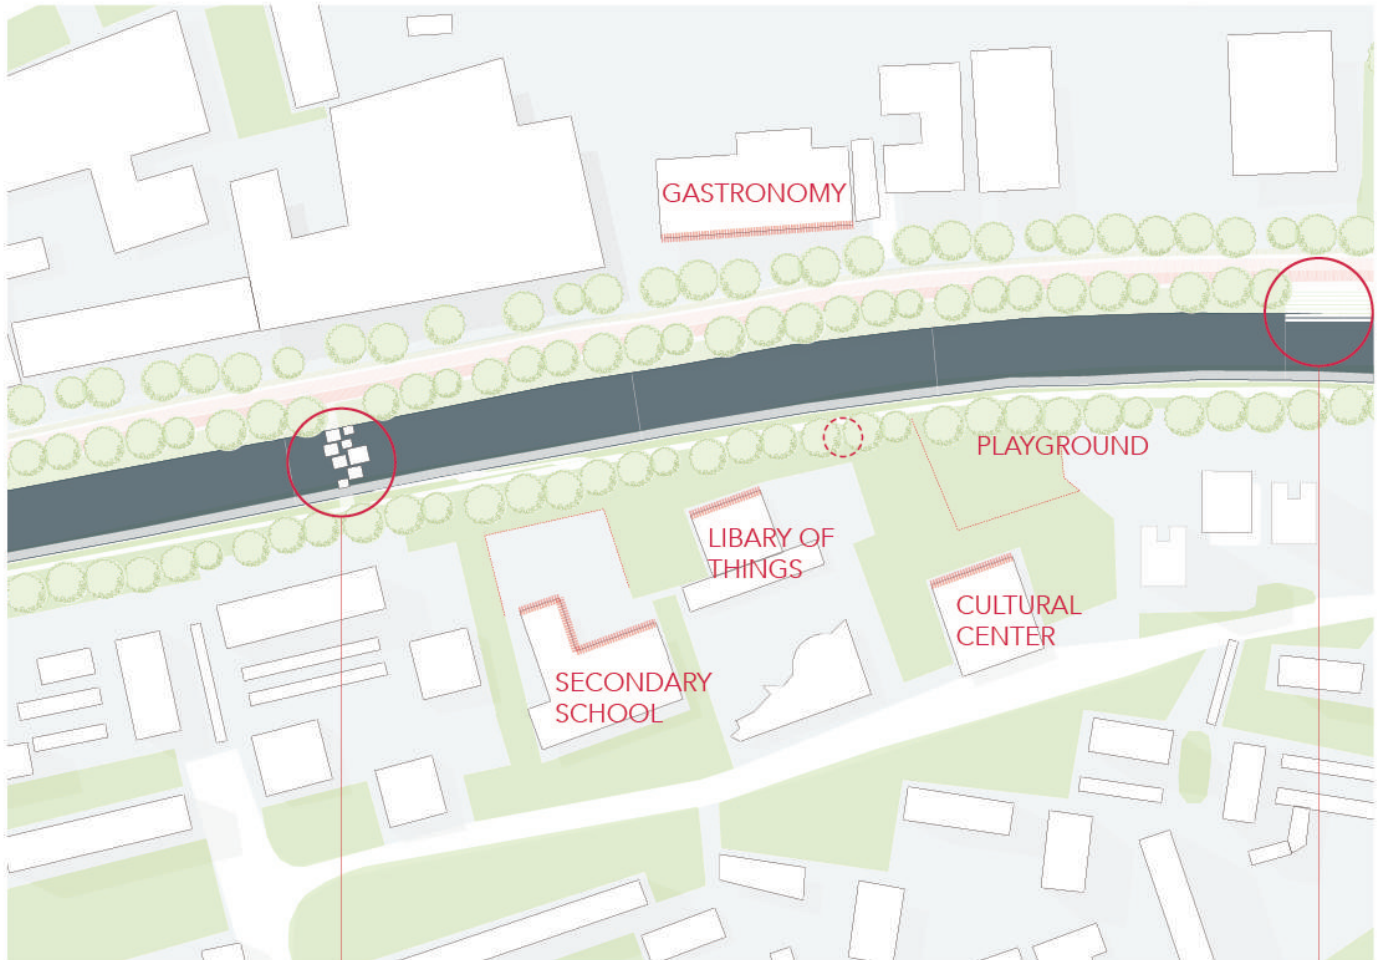 GASTRONOMY
PLAYGROUND
LIBARY OF
THINGS
CULTURAL
CENTER
SECONDARY
SCHOOL